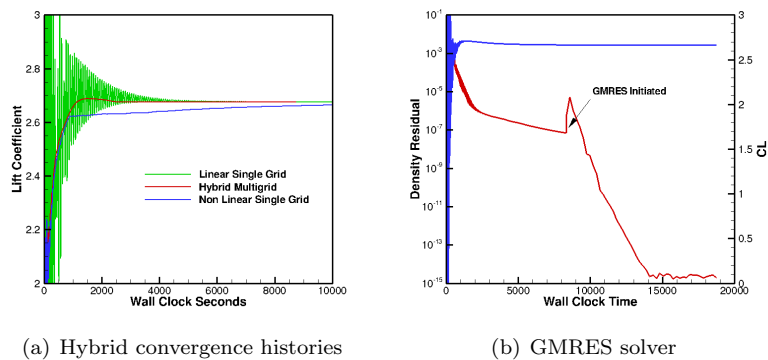 3
2.8
2.6
2.4
2.2
2
Lift Coefficient
Linear Single Grid
Hybrid Multigrid
Non Linear Single Grid
0 2000 4000 6000 8000 10000
Wall Clock Seconds
(a) Hybrid convergence histories
10-1
10-3
10-5
10-7
10-9
10-11
10-13
10-15
Density Residual
GMRES Initiated
3
2.5
2
1.5
1
0.5
0
CL
0 5000 10000 15000 20000
Wall Clock Time
(b) GMRES solver